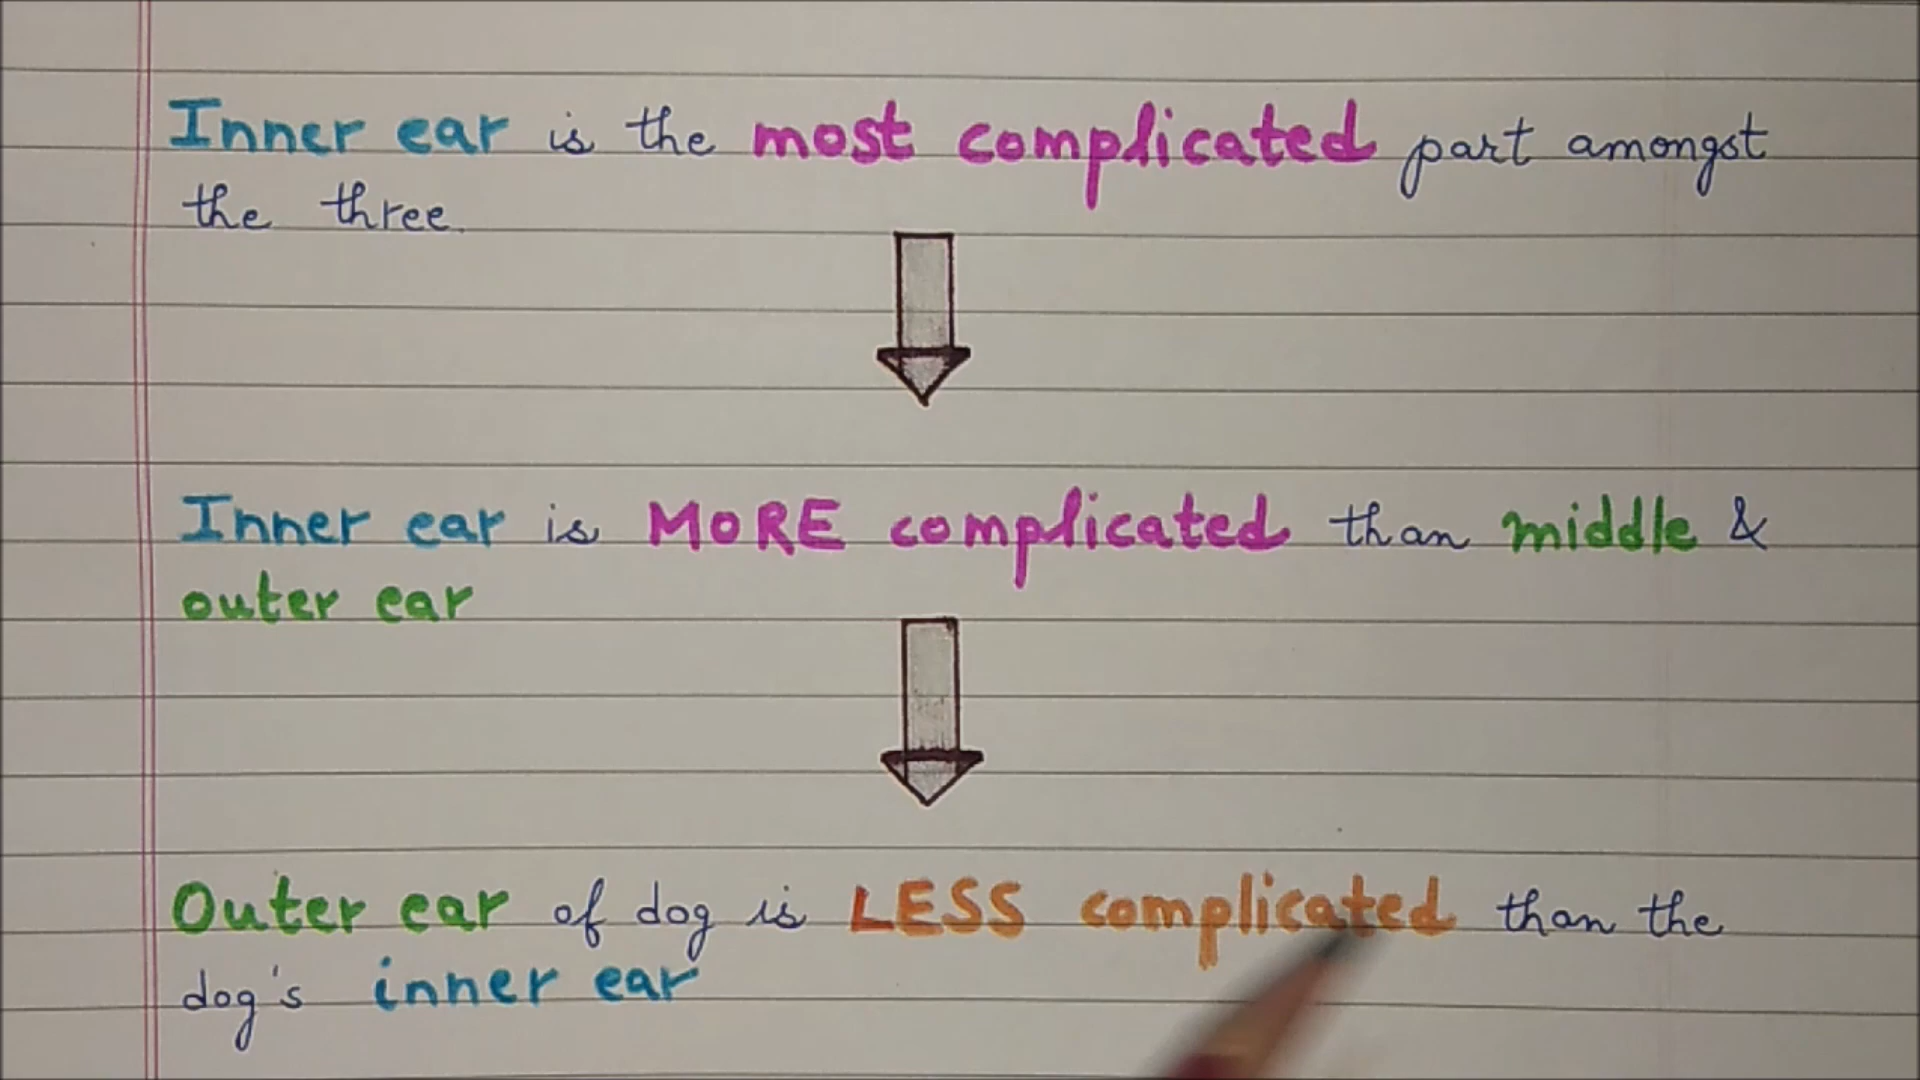 Inner ear is the most complicated part amongst
the three.
Inner ear is MoRE complicated than middle &
outer ear
Outer ear of dog is LESS complicated than the
dog's inner ear